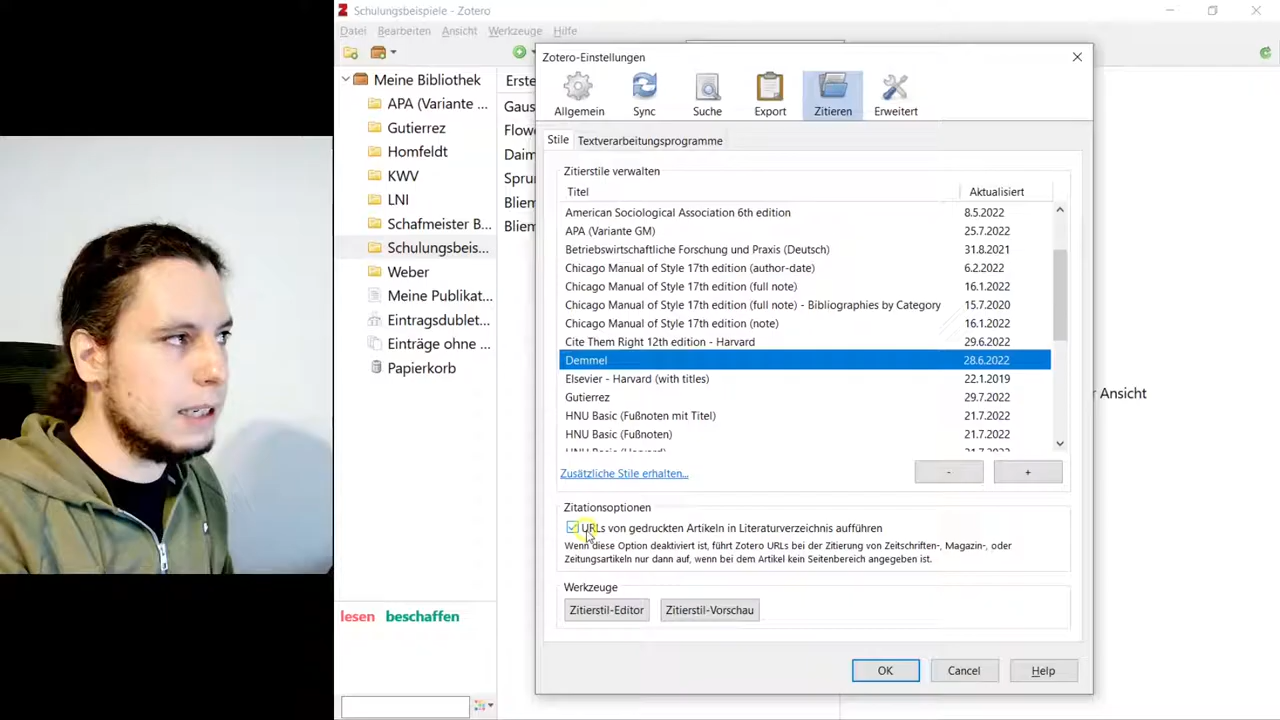 Schulungsbeispiele - Zotero
Datei Bearbeiten Ansicht Werkzeuge Hilfe
Meine Bibliothek
APA (Variante ...
Gutierrez
Homfeldt
KWV
LNI
Schafmeister B...
Schulungsbeis...
Weber
Meine Publikat...
Eintragsdublet...
Einträge ohne ...
Papierkorb
lesen beschaffen
Erste
Gaus
Flow
Daim
Spru
Bliem
Bliem
r Ansicht
Zotero-Einstellungen
Allgemein Sync Suche Export Zitieren Erweitert
Stile Textverarbeitungsprogramme
Zitierstile verwalten
Titel Aktualisiert
American Sociological Association 6th edition 8.5.2022
APA (Variante GM) 25.7.2022
Betriebswirtschaftliche Forschung und Praxis (Deutsch) 31.8.2021
Chicago Manual of Style 17th edition (author-date) 6.2.2022
Chicago Manual of Style 17th edition (full note) 16.1.2022
Chicago Manual of Style 17th edition (full note) - Bibliographies by Category 15.7.2020
Chicago Manual of Style 17th edition (note) 16.1.2022
Cite Them Right 12th edition - Harvard 29.6.2022
Demmel 28.6.2022
Elsevier - Harvard (with titles) 22.1.2019
Gutierrez 29.7.2022
HNU Basic (Fußnoten mit Titel) 21.7.2022
HNU Basic (Fußnoten) 21.7.2022
Zusätzliche Stile erhalten... - +
Zitationsoptionen
URLs von gedruckten Artikeln in Literaturverzeichnis aufführen
Wenn diese Option deaktiviert ist, führt Zotero URLs bei der Zitierung von Zeitschriften-, Magazin-, oder
Zeitungsartikeln nur dann auf, wenn bei dem Artikel kein Seitenbereich angegeben ist.
Werkzeuge
Zitierstil-Editor Zitierstil-Vorschau
OK Cancel Help